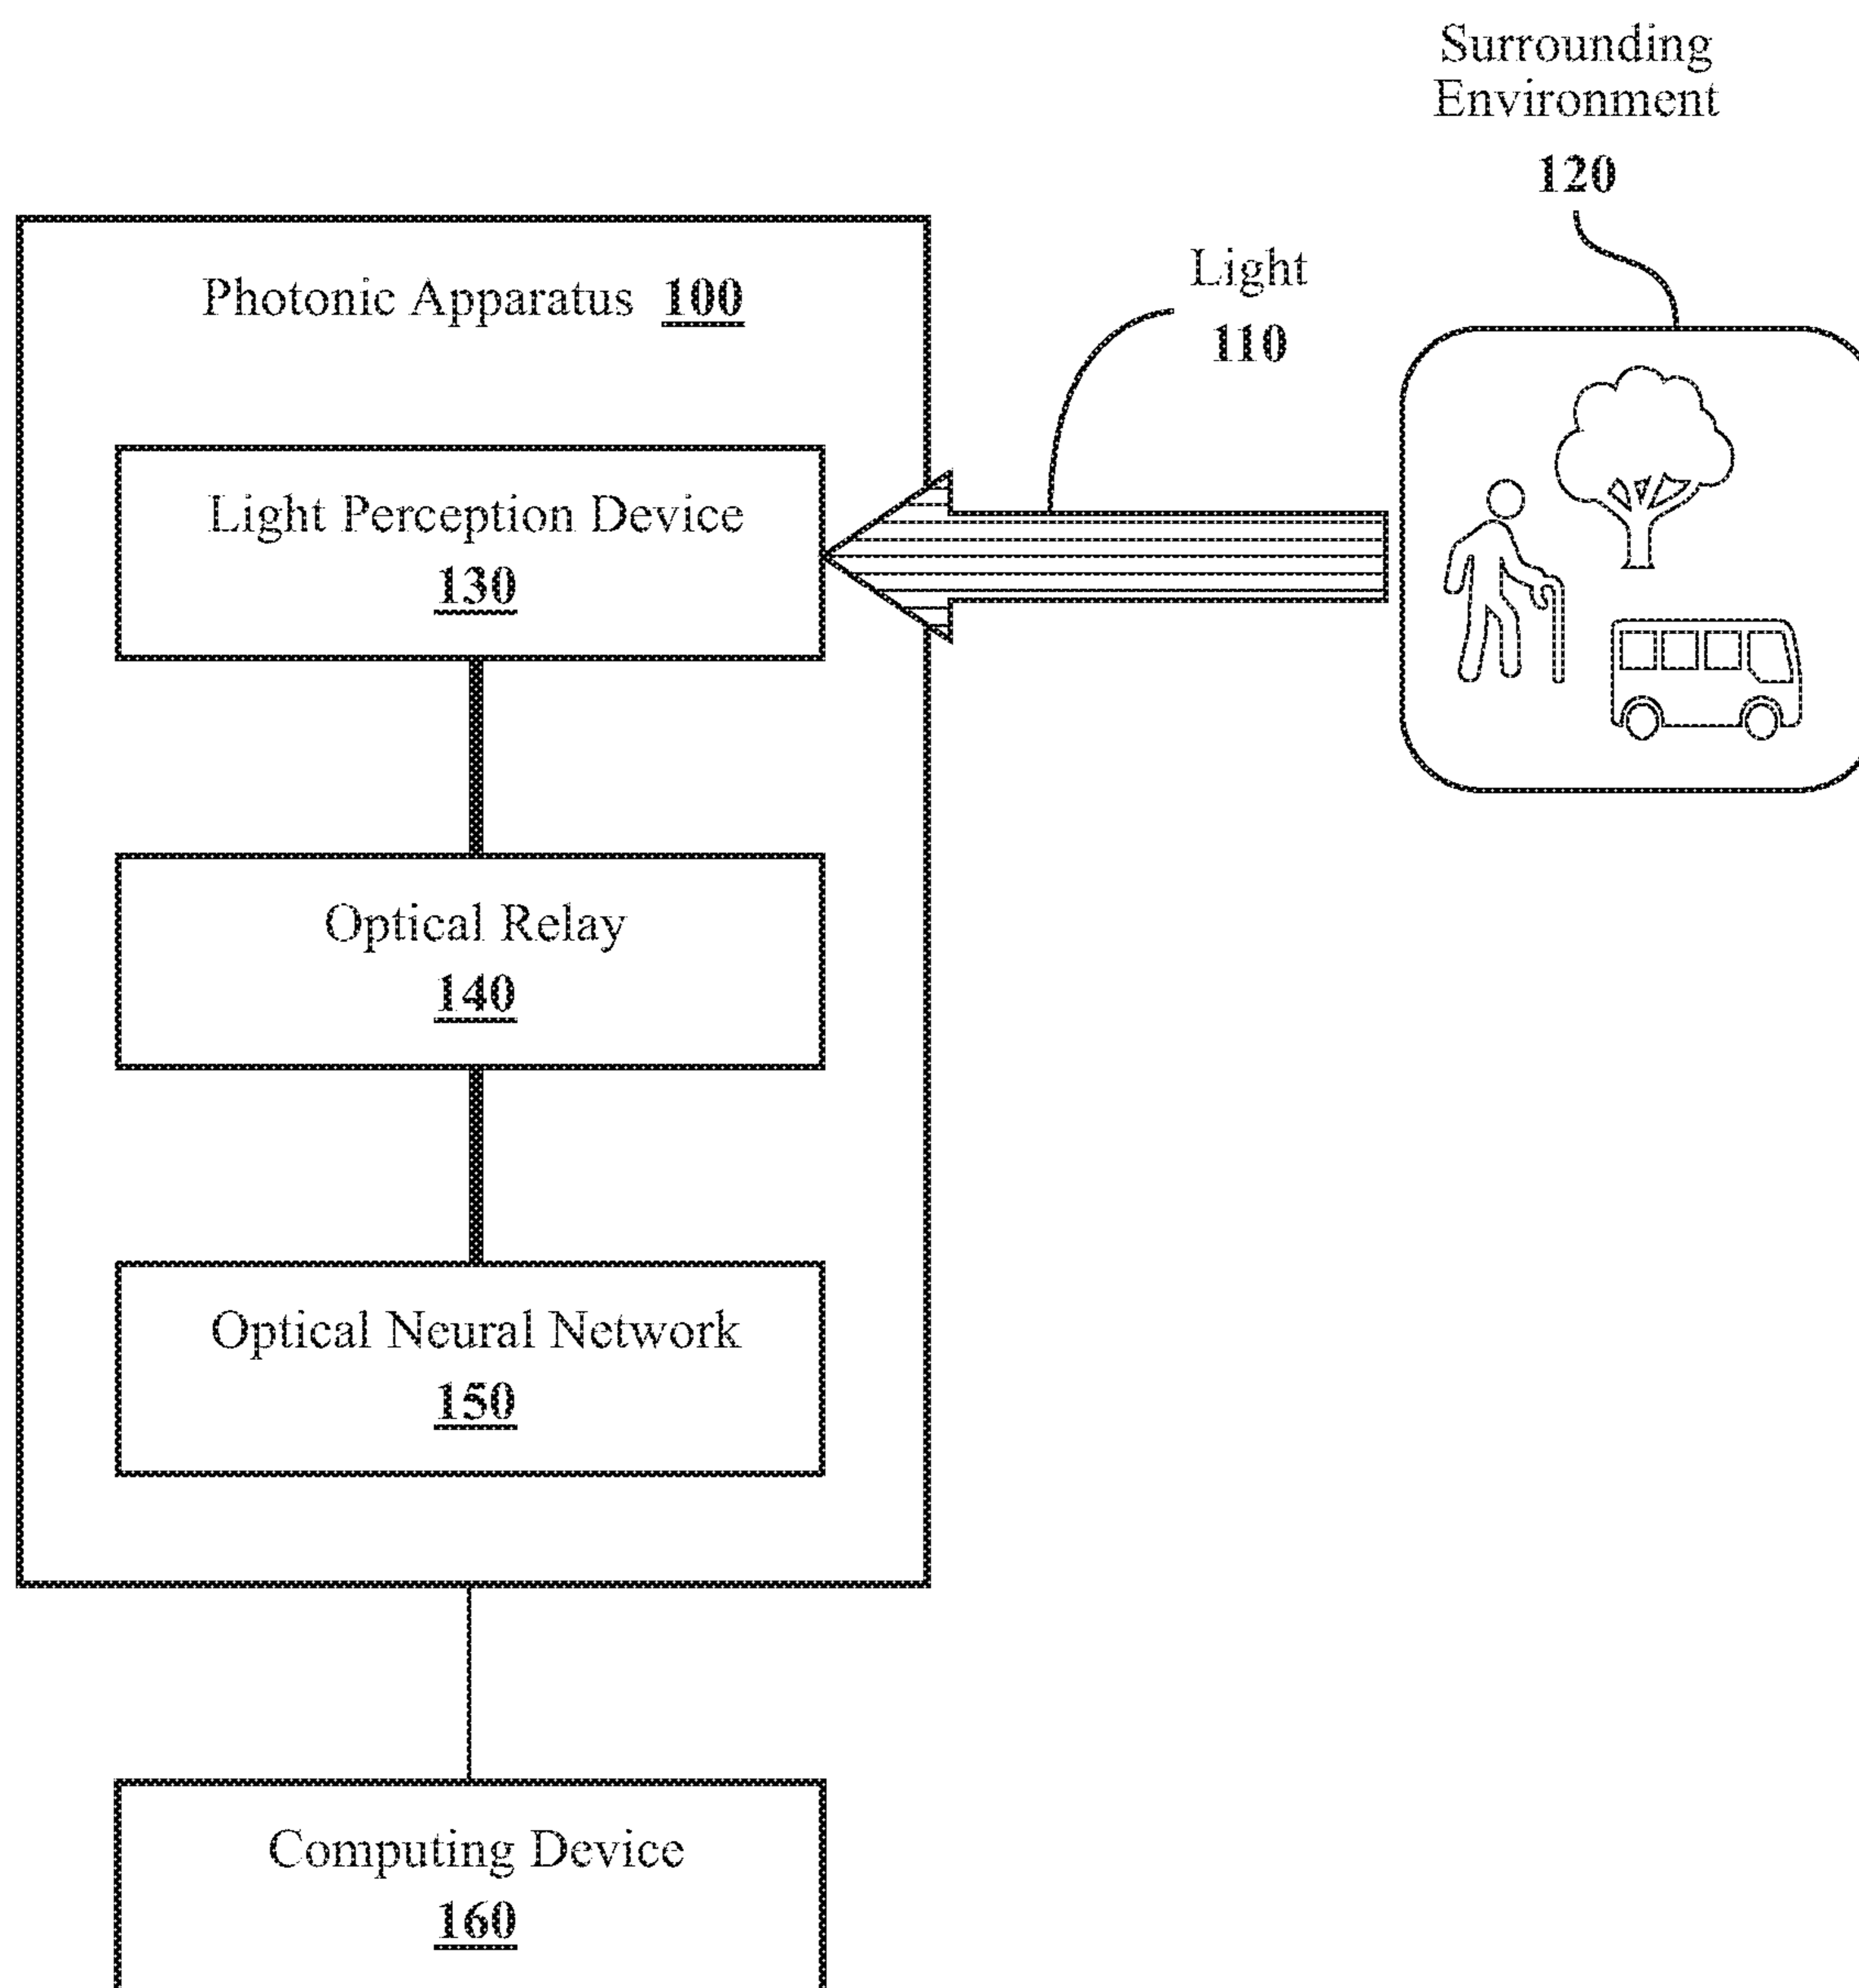 Surrounding
Environment
120
Light
110
Photonic Apparatus 100
Light Perception Device
130
Optical Relay
140
Optical Neural Network
150
Computing Device
160